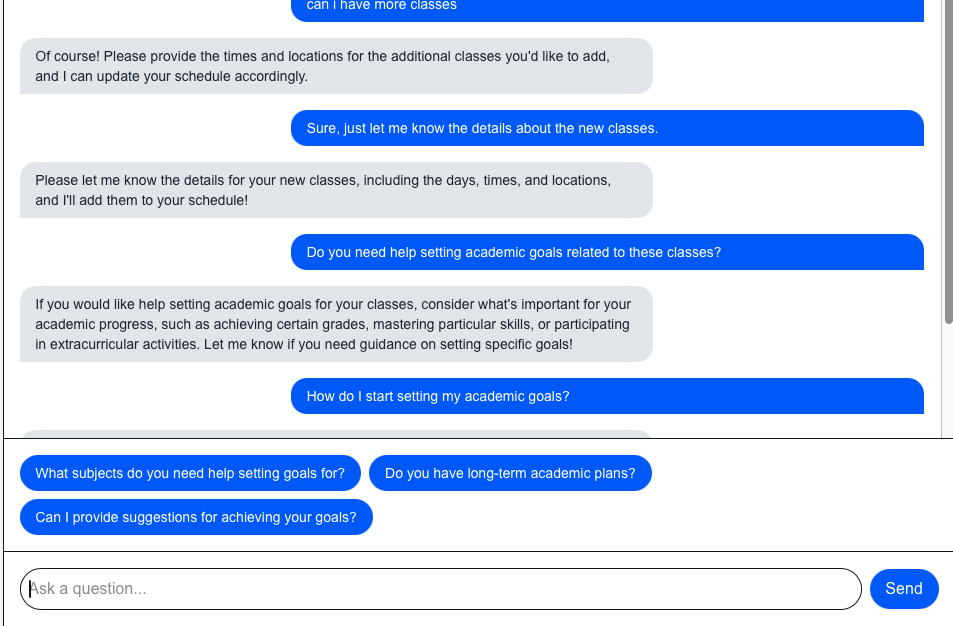 can i have more classes
Of course! Please provide the times and locations for the additional classes you'd like to add,
and I can update your schedule accordingly.
Sure, just let me know the details about the new classes.
Please let me know the details for your new classes, including the days, times, and locations,
and I'll add them to your schedule!
Do you need help setting academic goals related to these classes?
If you would like help setting academic goals for your classes, consider what's important for your
academic progress, such as achieving certain grades, mastering particular skills, or participating
in extracurricular activities. Let me know if you need guidance on setting specific goals!
How do I start setting my academic goals?
What subjects do you need help setting goals for?
Do you have long-term academic plans?
Can I provide suggestions for achieving your goals?
Ask a question...
Send